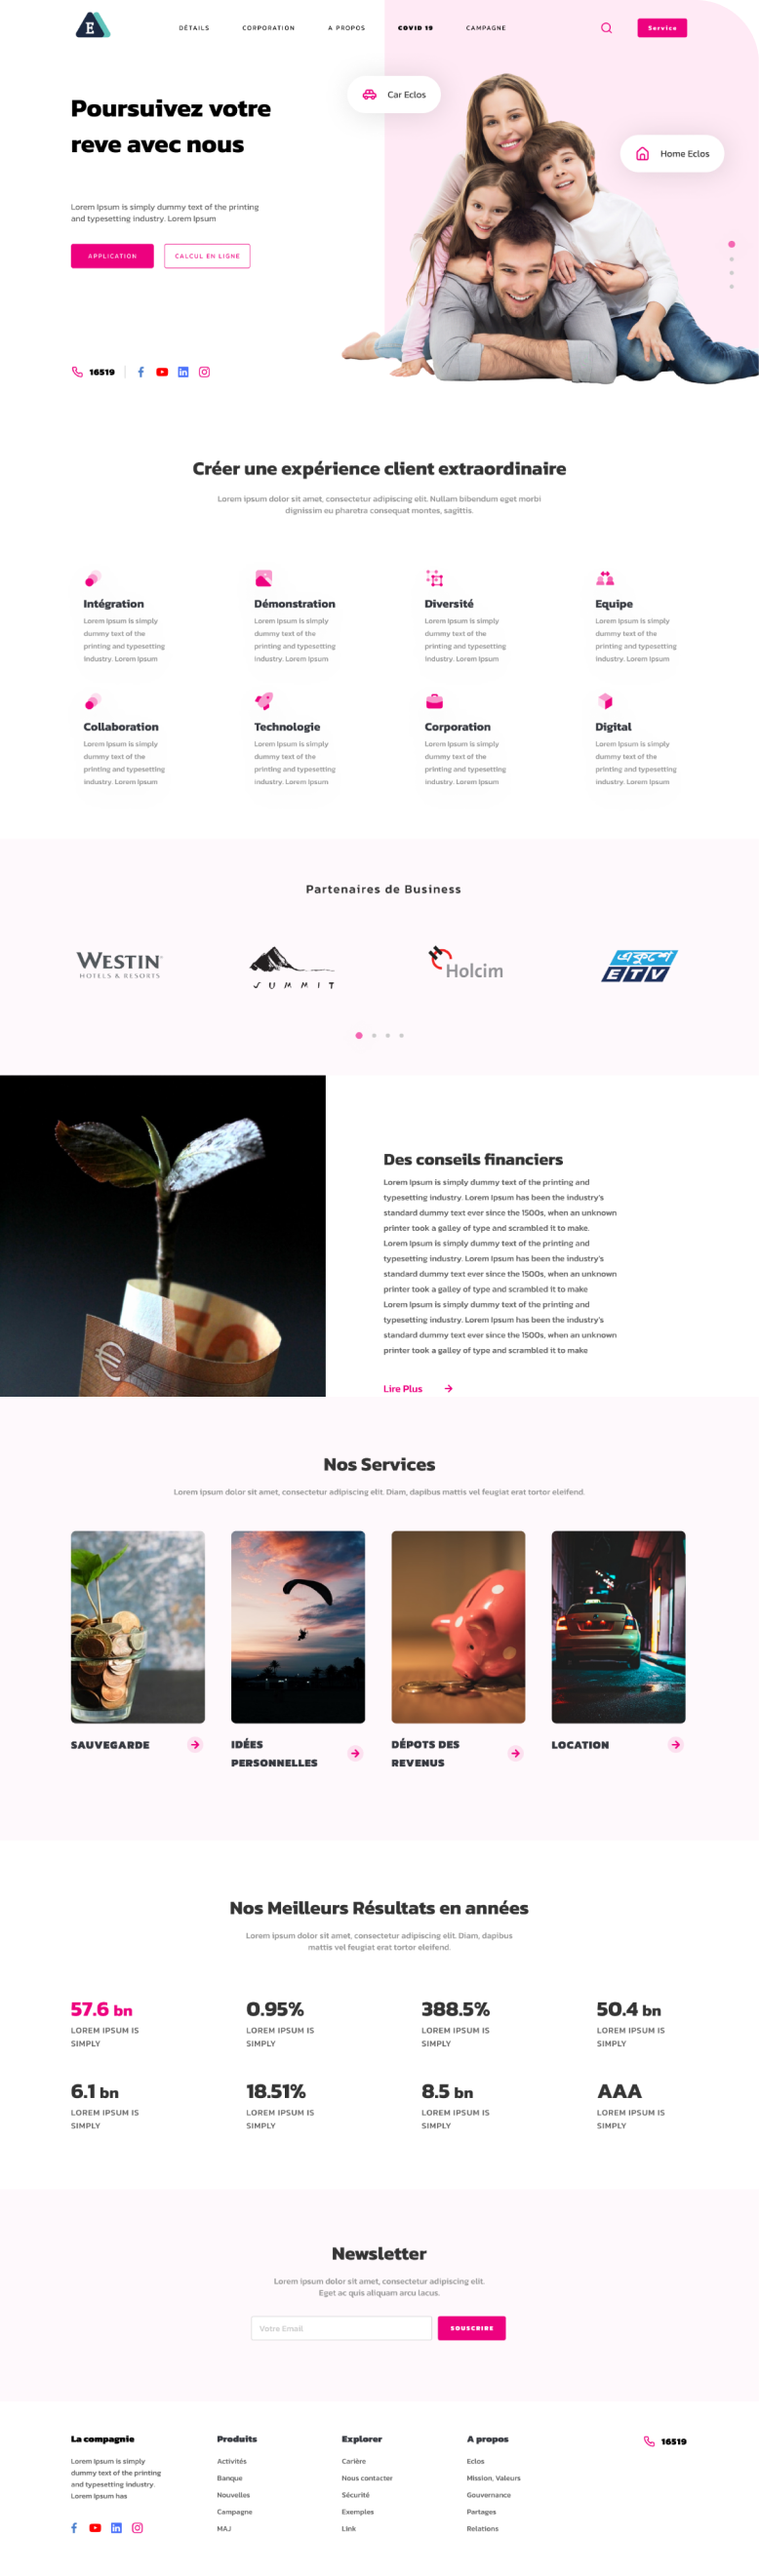 E
DÉTAILS
CORPORATION
A PROPOS
COVID 19
CAMPAGNE
Service
Car Eclos
Poursuivez votre
reve avec nous
Home Eclos
Lorem Ipsum is simply dummy text of the printing
and typesetting industry. Lorem Ipsum
APPLICATION
CALCUL EN LIGNE
16519
Créer une expérience client extraordinaire
Lorem ipsum dolor sit amet, consectetur adipiscing elit. Nullam bibendum eget morbi
dignissim eu pharetra consequat montes, sagittis.
Intégration
Lorem Ipsum is simply
dummy text of the
printing and typesetting
industry. Lorem Ipsum
Démonstration
Lorem Ipsum is simply
dummy text of the
printing and typesetting
industry. Lorem Ipsum
Diversité
Lorem Ipsum is simply
dummy text of the
printing and typesetting
industry. Lorem Ipsum
Equipe
Lorem Ipsum is simply
dummy text of the
printing and typesetting
industry. Lorem Ipsum
Collaboration
Lorem Ipsum is simply
dummy text of the
printing and typesetting
industry. Lorem Ipsum
Technologie
Lorem Ipsum is simply
dummy text of the
printing and typesetting
industry. Lorem Ipsum
Corporation
Lorem Ipsum is simply
dummy text of the
printing and typesetting
industry. Lorem Ipsum
Digital
Lorem Ipsum is simply
dummy text of the
printing and typesetting
industry. Lorem Ipsum
Partenaires de Business
WESTIN
HOTELS & RESORTS
SUMMIT
Holcim
একুশে
ETV
Des conseils financiers
Lorem Ipsum is simply dummy text of the printing and
typesetting industry. Lorem Ipsum has been the industry's
standard dummy text ever since the 1500s, when an unknown
printer took a galley of type and scrambled it to make.
Lorem Ipsum is simply dummy text of the printing and
typesetting industry. Lorem Ipsum has been the industry's
standard dummy text ever since the 1500s, when an unknown
printer took a galley of type and scrambled it to make
Lorem Ipsum is simply dummy text of the printing and
typesetting industry. Lorem Ipsum has been the industry's
standard dummy text ever since the 1500s, when an unknown
printer took a galley of type and scrambled it to make
Lire Plus
Nos Services
Lorem ipsum dolor sit amet, consectetur adipiscing elit. Diam, dapibus mattis vel feugiat erat tortor eleifend.
SAUVEGARDE
IDÉES
PERSONNELLES
DÉPOTS DES
REVENUS
LOCATION
Nos Meilleurs Résultats en années
Lorem ipsum dolor sit amet, consectetur adipiscing elit. Diam, dapibus
mattis vel feugiat erat tortor eleifend.
57.6 bn
LOREM IPSUM IS
SIMPLY
0.95%
LOREM IPSUM IS
SIMPLY
388.5%
LOREM IPSUM IS
SIMPLY
50.4 bn
LOREM IPSUM IS
SIMPLY
6.1 bn
LOREM IPSUM IS
SIMPLY
18.51%
LOREM IPSUM IS
SIMPLY
8.5 bn
LOREM IPSUM IS
SIMPLY
AAA
LOREM IPSUM IS
SIMPLY
Newsletter
Lorem ipsum dolor sit amet, consectetur adipiscing elit.
Eget ac quis aliquam arcu lacus.
Votre Email
SOUSCRIRE
La compagnie
Lorem Ipsum is simply
dummy text of the printing
and typesetting industry.
Lorem Ipsum has
Produits
Activités
Banque
Nouvelles
Campagne
MAJ
Explorer
Carière
Nous contacter
Sécurité
Exemples
Link
A propos
Eclos
Mission, Valeurs
Gouvernance
Partages
Relations
16519